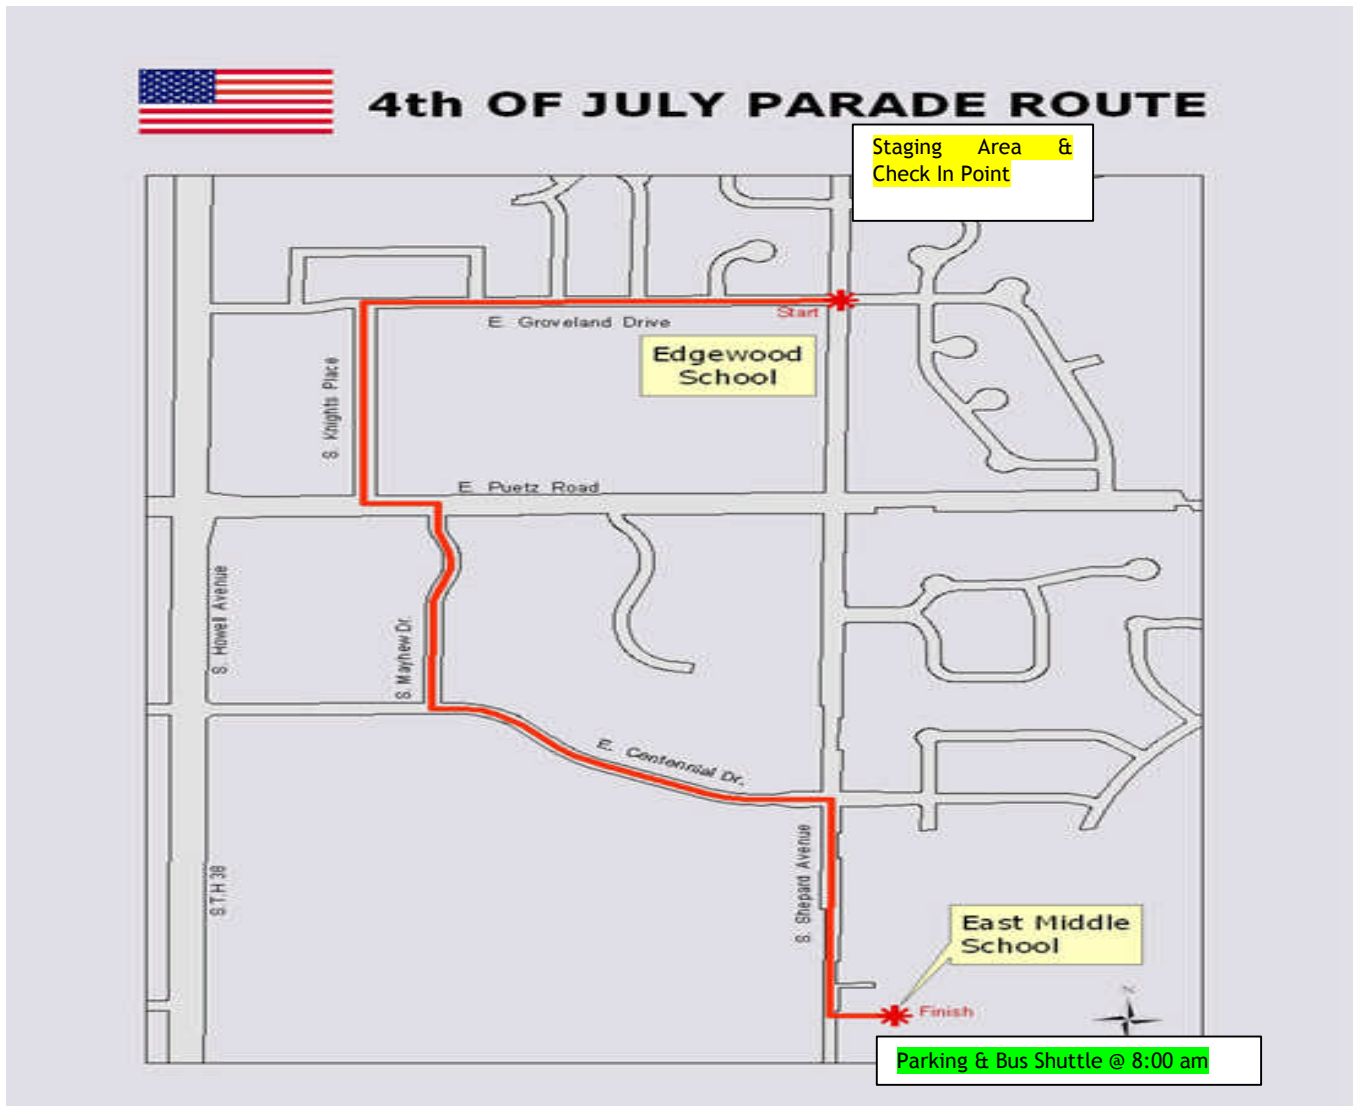 4th OF JULY PARADE ROUTE
Staging Area &
Check In Point
Start
E. Groveland Drive
Edgewood
School
S. Knights Place
E. Puetz Road
S. Howell Avenue
S. Mayhew Dr.
E. Centennial Dr.
S. Shepard Avenue
S.T.H 38
East Middle
School
Z
Finish
Parking & Bus Shuttle @ 8:00 am